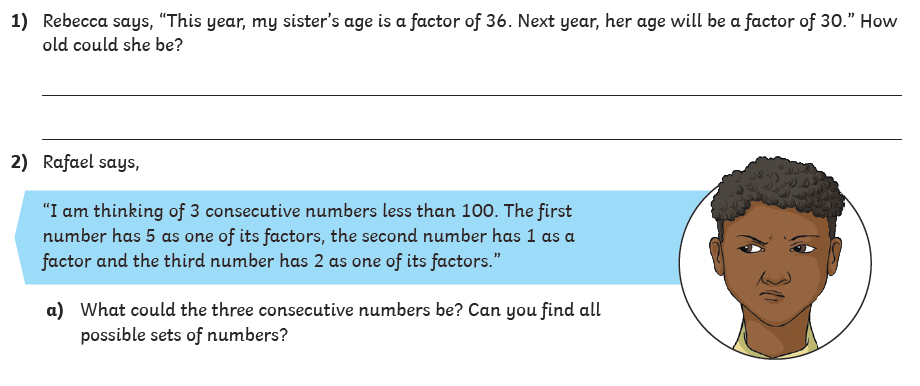 1) Rebecca says, “This year, my sister’s age is a factor of 36. Next year, her age will be a factor of 30.” How
old could she be?
2) Rafael says,
“I am thinking of 3 consecutive numbers less than 100. The first
number has 5 as one of its factors, the second number has 1 as a
factor and the third number has 2 as one of its factors.”
a) What could the three consecutive numbers be? Can you find all
possible sets of numbers?